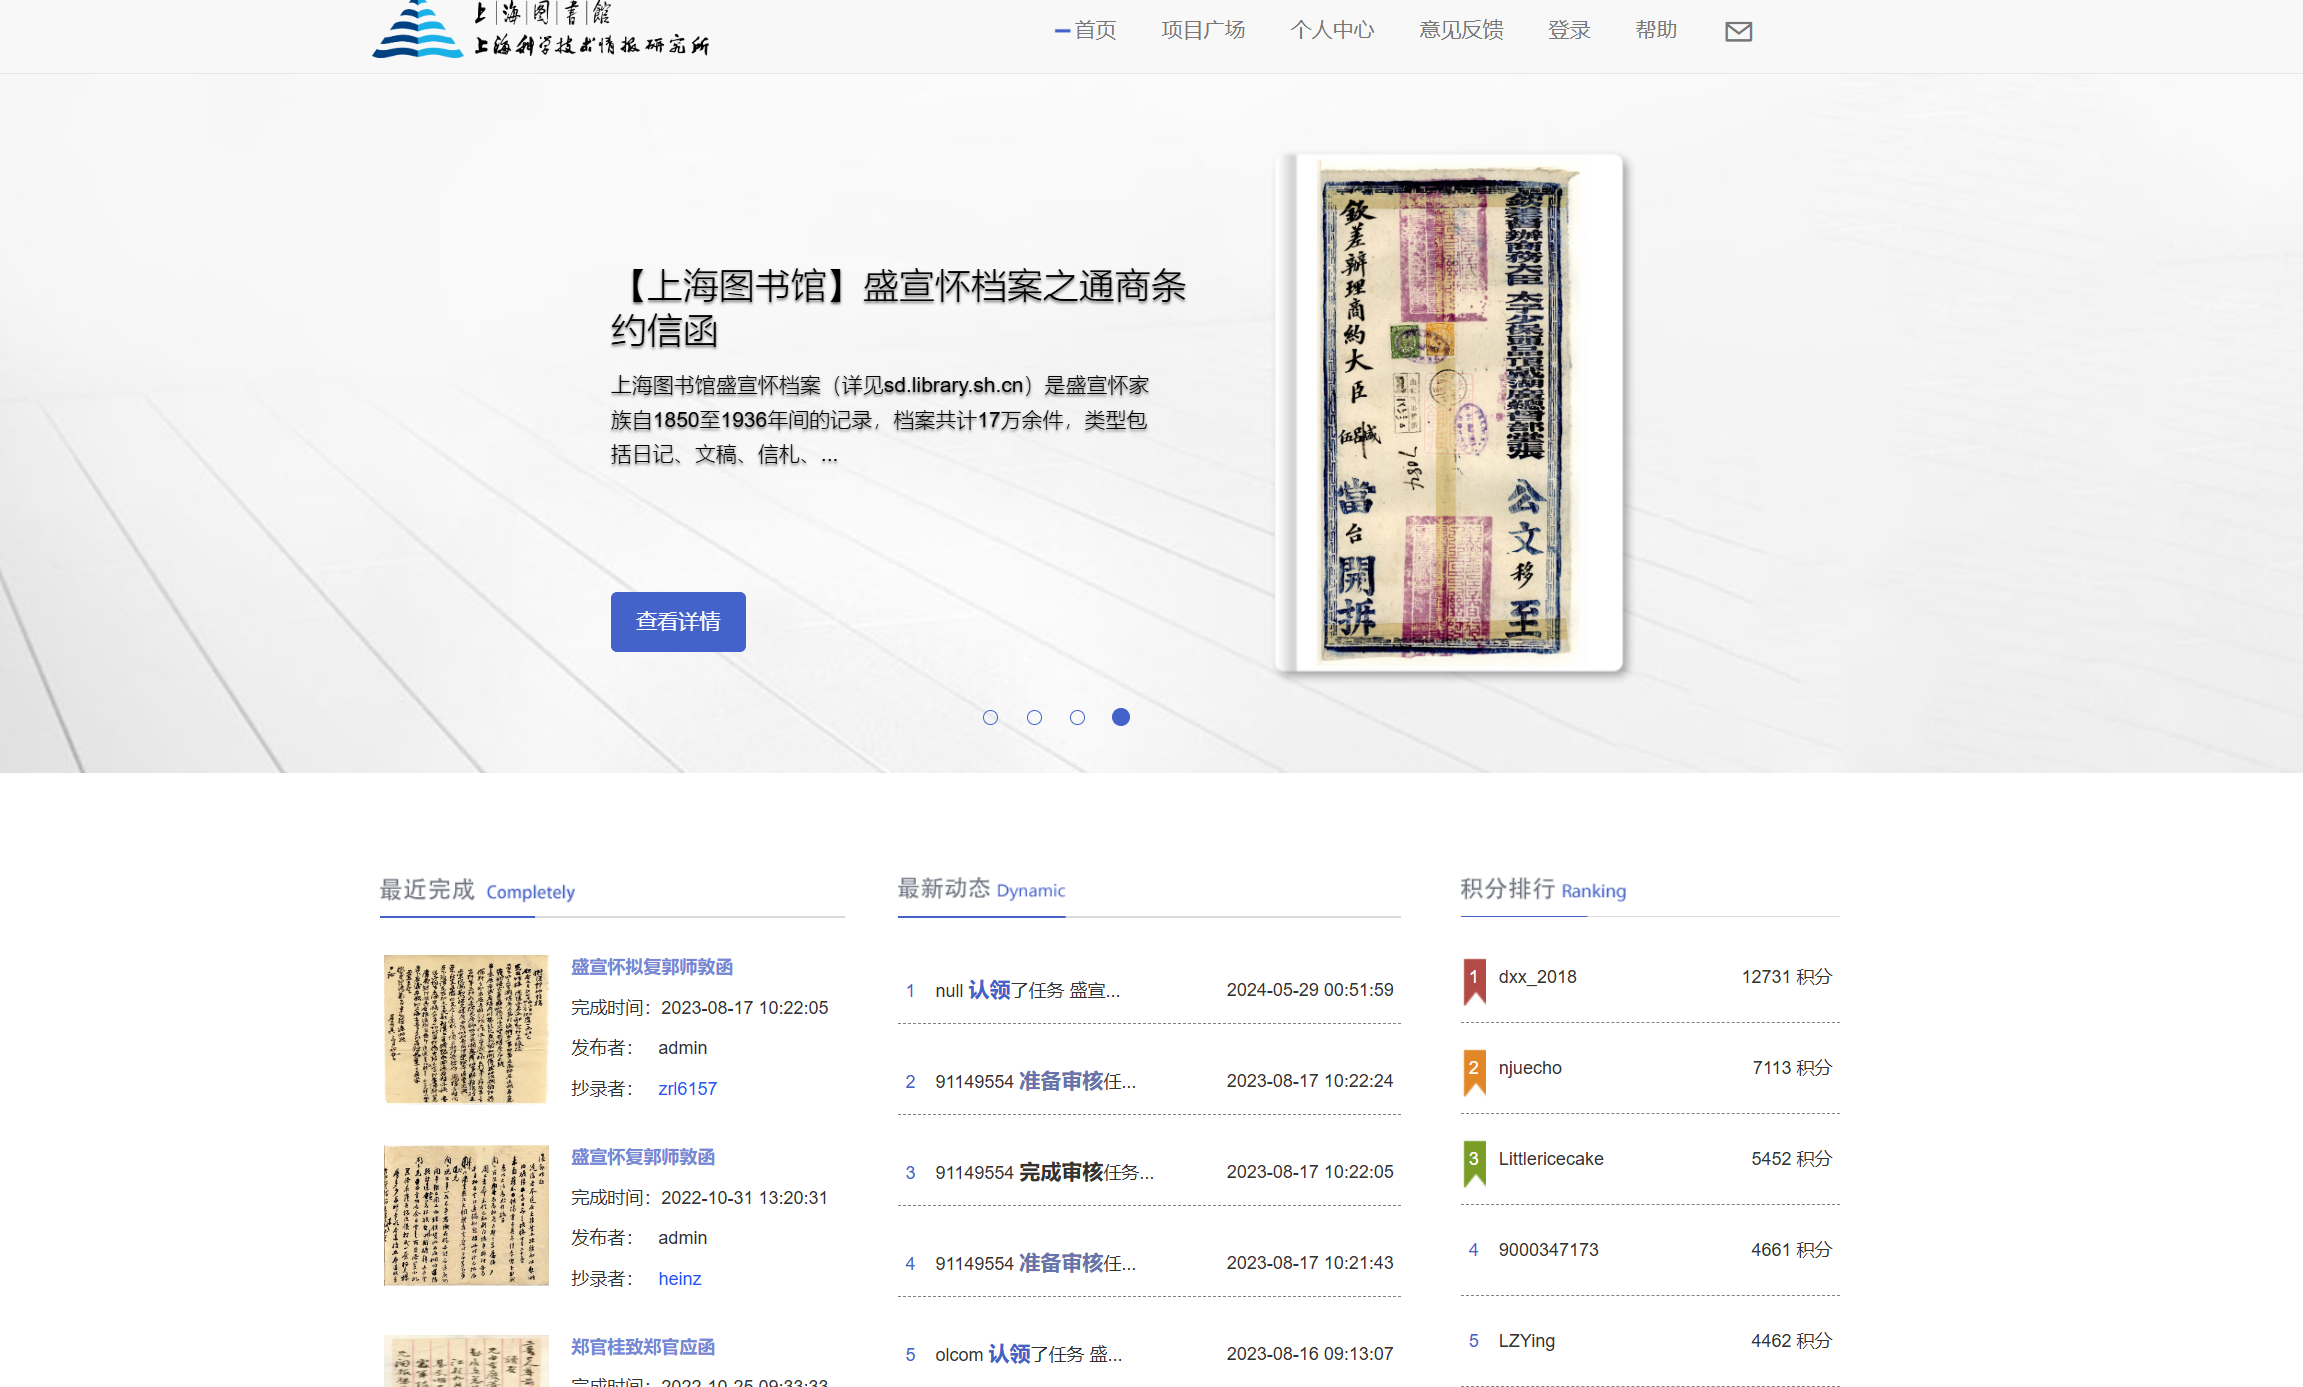 上海图書館
上海科学技术情报研究所
首页 项目广场 个人中心 意见反馈 登录 帮助
【上海图书馆】盛宣怀档案之通商条
约信函
上海图书馆盛宣怀档案（详见sd.library.sh.cn）是盛宣怀家
族自1850至1936年间的记录，档案共计17万余件，类型包
括日记、文稿、信札、...
查看详情
欽差辦理商約大臣
當台開拆
公文移至
最近完成 Completely
盛宣怀拟复郭师敦函
完成时间：2023-08-17 10:22:05
发布者： admin
抄录者： zrl6157
盛宣怀复郭师敦函
完成时间：2022-10-31 13:20:31
发布者： admin
抄录者： heinz
郑官桂致郑官应函
完成时间：2022-10-25 09:33:33
最新动态 Dynamic
1 null 认领了任务 盛宣... 2024-05-29 00:51:59
2 91149554 准备审核任... 2023-08-17 10:22:24
3 91149554 完成审核任务... 2023-08-17 10:22:05
4 91149554 准备审核任... 2023-08-17 10:21:43
5 olcom 认领了任务 盛... 2023-08-16 09:13:07
积分排行 Ranking
1 dxx_2018 12731 积分
2 njuecho 7113 积分
3 Littlericecake 5452 积分
4 9000347173 4661 积分
5 LZYing 4462 积分